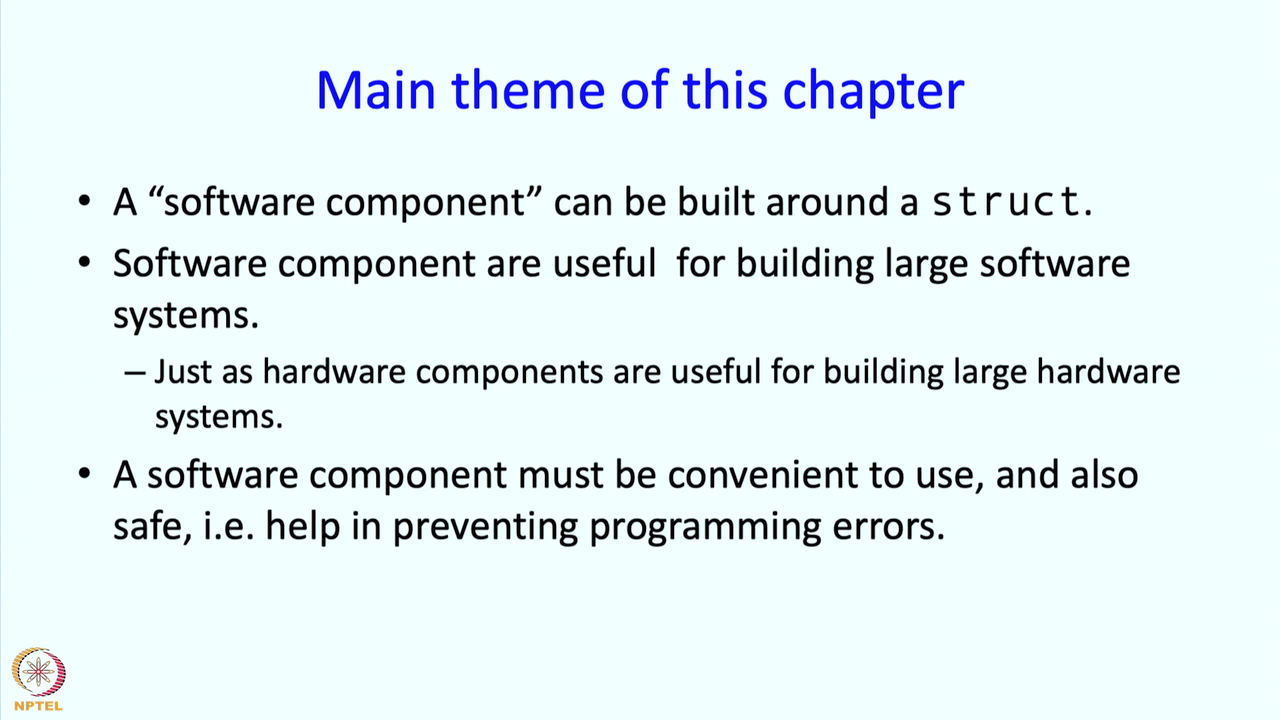 Main theme of this chapter
• A “software component” can be built around a struct.
• Software component are useful  for building large software
systems.
– Just as hardware components are useful for building large hardware
systems.
• A software component must be convenient to use, and also
safe, i.e. help in preventing programming errors.
NPTEL